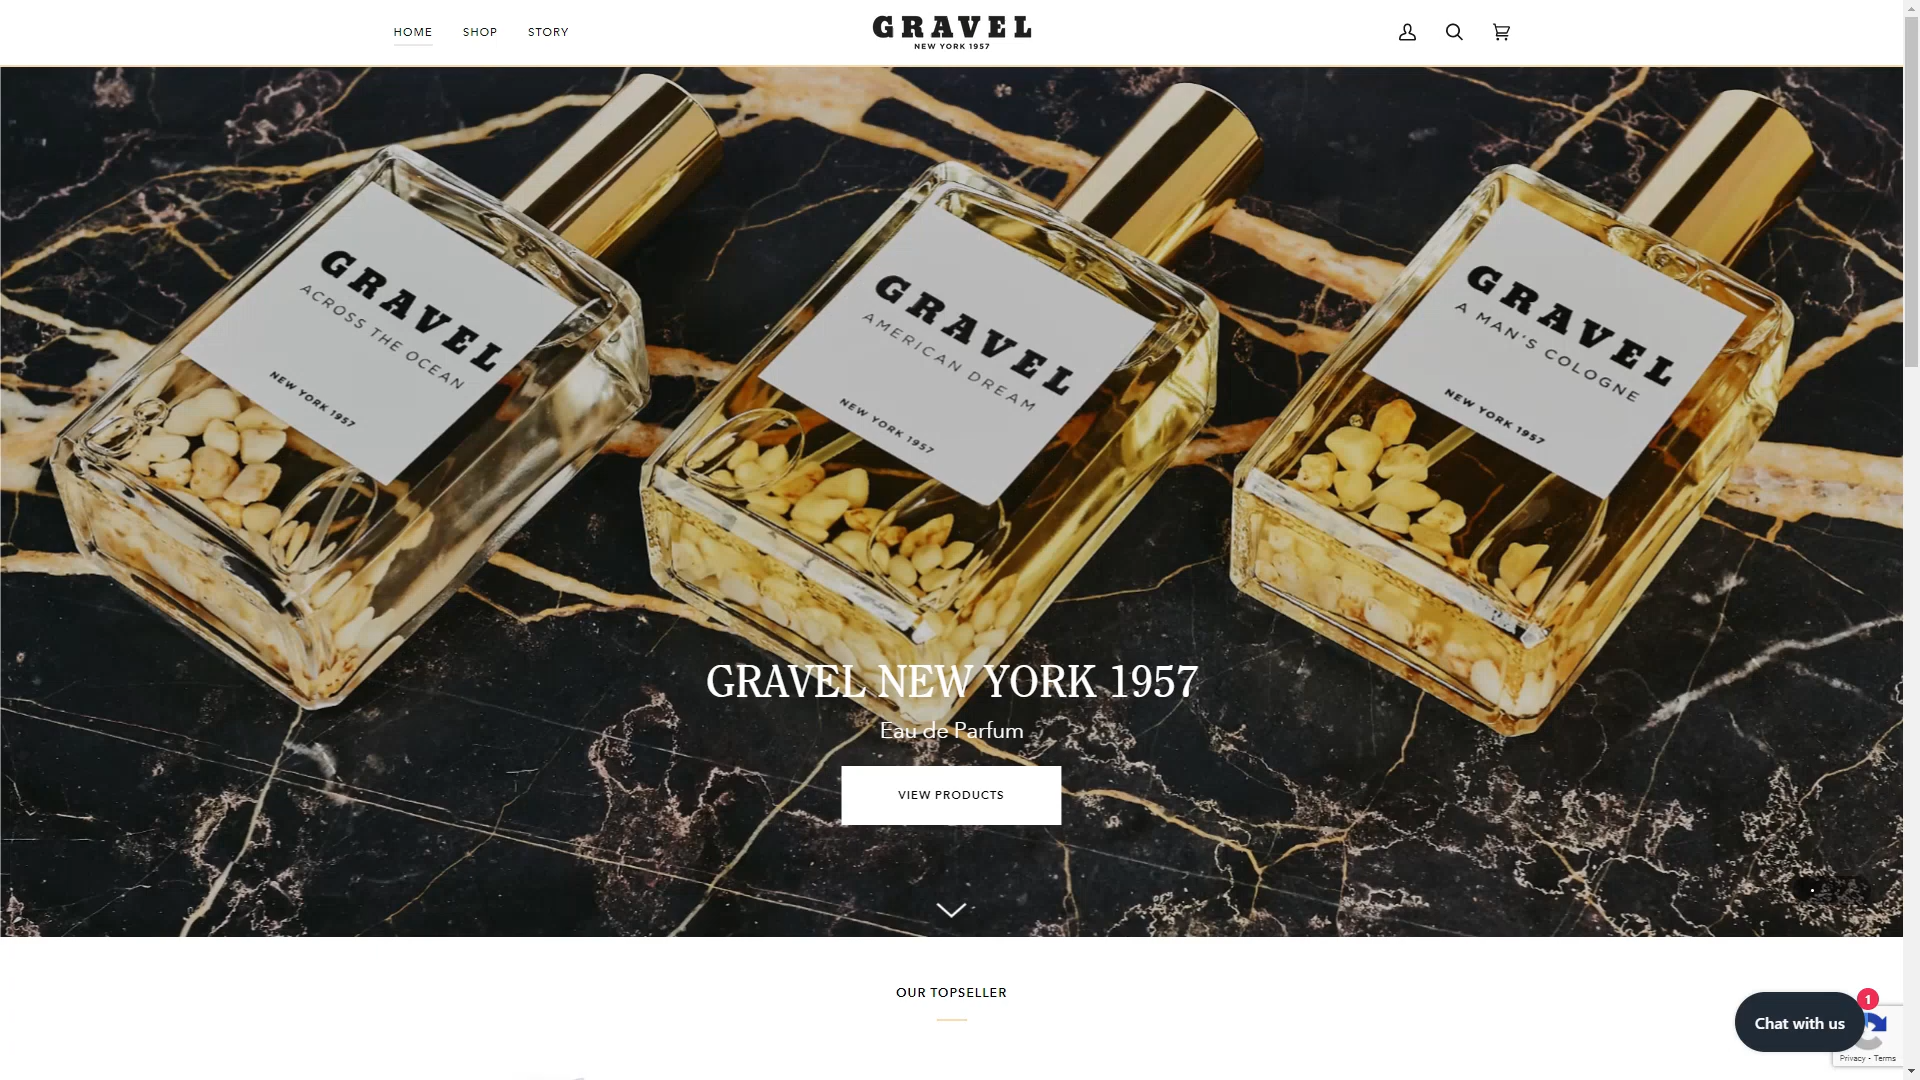 HOME
SHOP
STORY
GRAVEL
NEW YORK 1957
GRAVEL
ACROSS THE OCEAN
NEW YORK 1957
GRAVEL
AMERICAN DREAM
NEW YORK 1957
GRAVEL
A MAN'S COLOGNE
NEW YORK 1957
GRAVEL NEW YORK 1957
Eau de Parfum
VIEW PRODUCTS
OUR TOPSELLER
1
Chat with us
Privacy - Terms